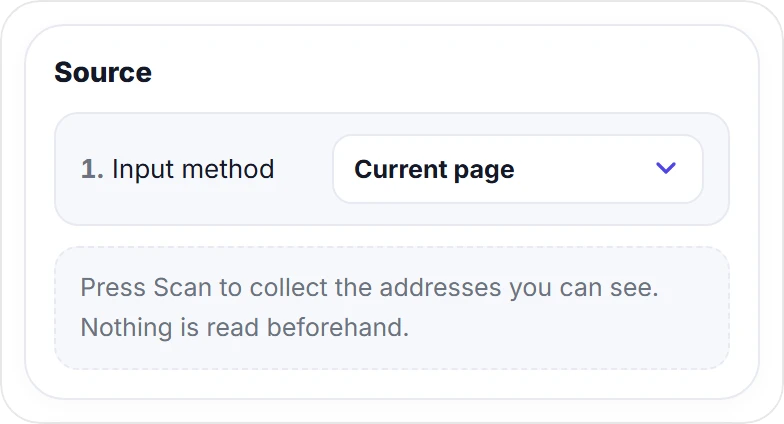 Source
1. Input method
Current page
Press Scan to collect the addresses you can see.
Nothing is read beforehand.